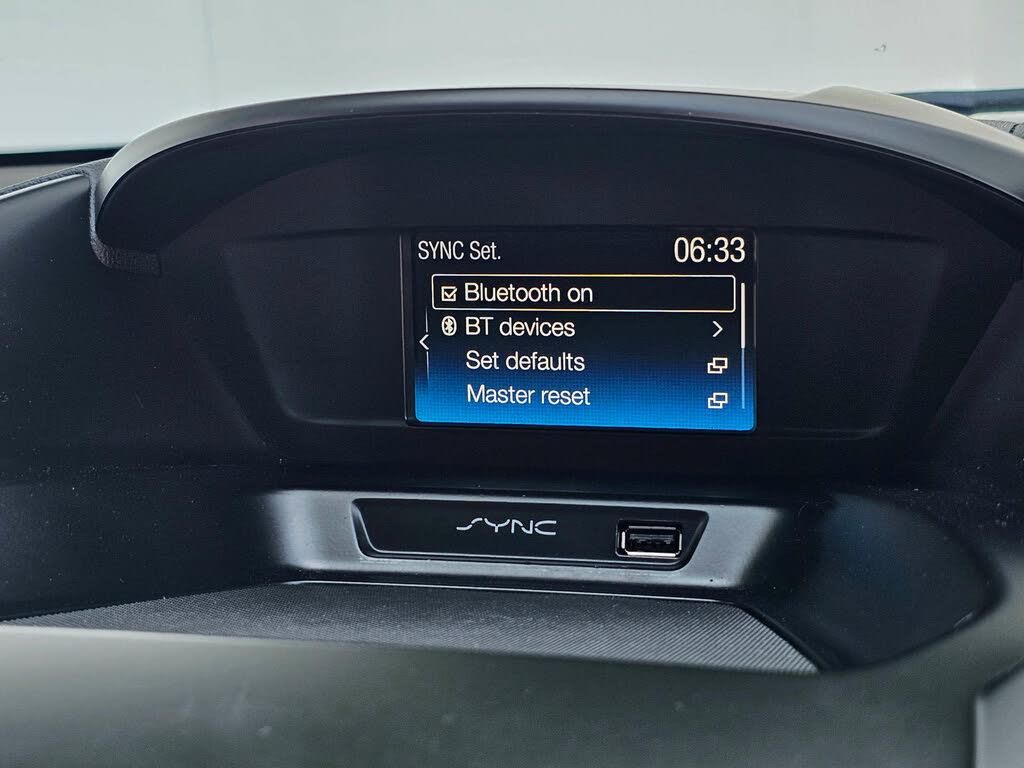 SYNC Set. 06:33
Bluetooth on
BT devices
Set defaults
Master reset
SYNC